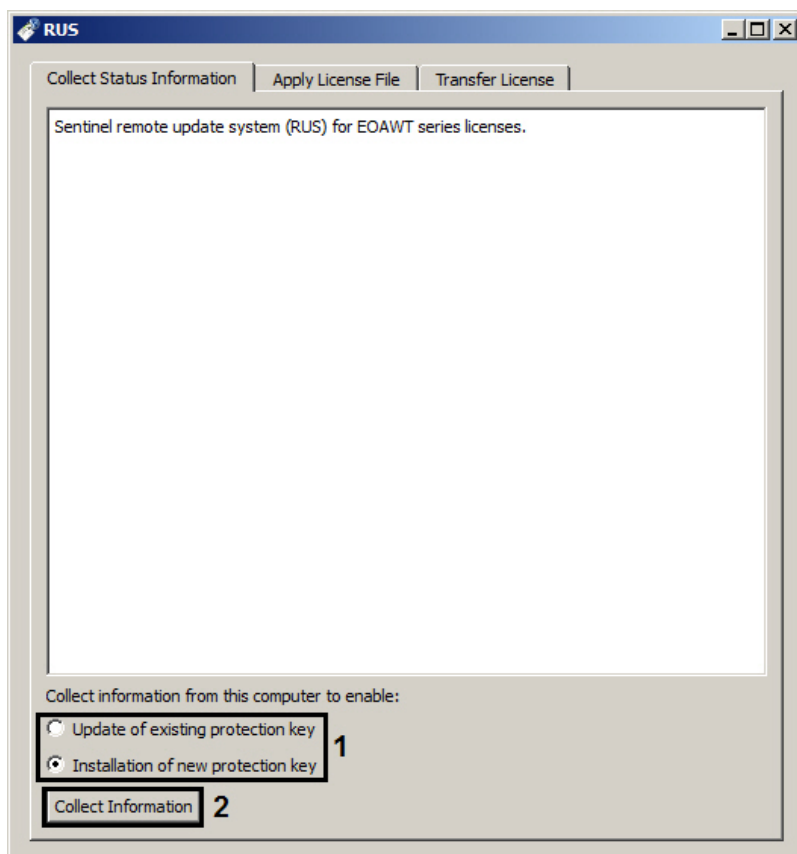 RUS
Collect Status Information Apply License File Transfer License
Sentinel remote update system (RUS) for EOAWT series licenses.
Collect information from this computer to enable:
Update of existing protection key
1
Installation of new protection key
Collect Information 2